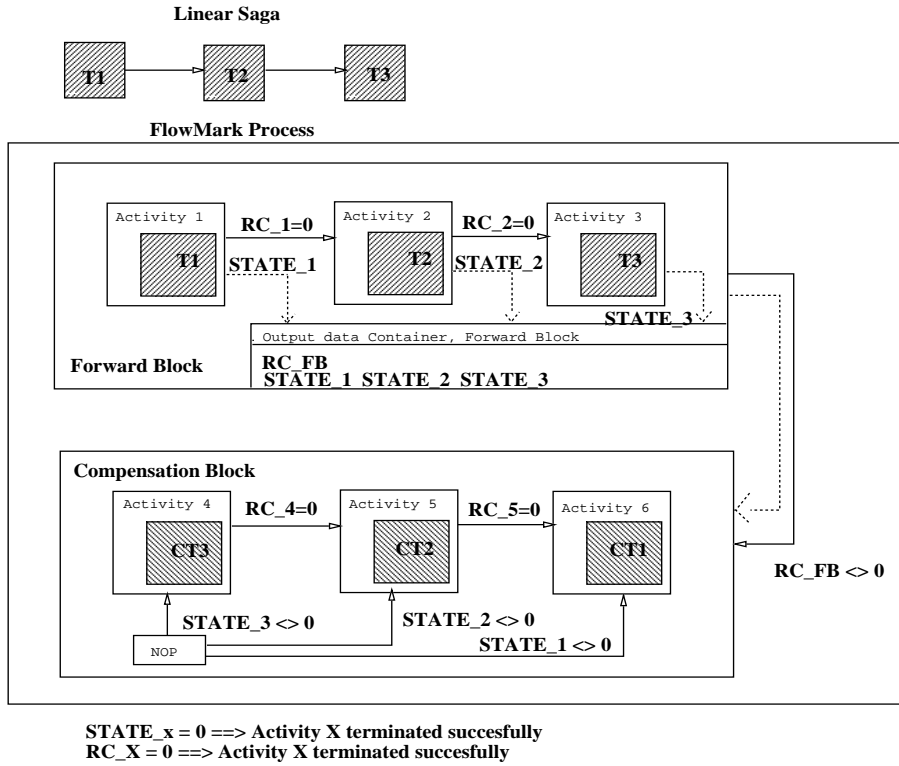 Linear Saga
T1 T2 T3
FlowMark Process
Activity 1 Activity 2 Activity 3
RC_1=0 RC_2=0
T1 T2 T3
STATE_1 STATE_2
STATE_3
. Output data Container, Forward Block
Forward Block
RC_FB
STATE_1 STATE_2 STATE_3
Compensation Block
Activity 4 Activity 5 Activity 6
RC_4=0 RC_5=0
CT3 CT2 CT1
RC_FB <> 0
STATE_3 <> 0 STATE_2 <> 0
STATE_1 <> 0
NOP
STATE_x = 0 ==> Activity X terminated succesfully
RC_X = 0 ==> Activity X terminated succesfully